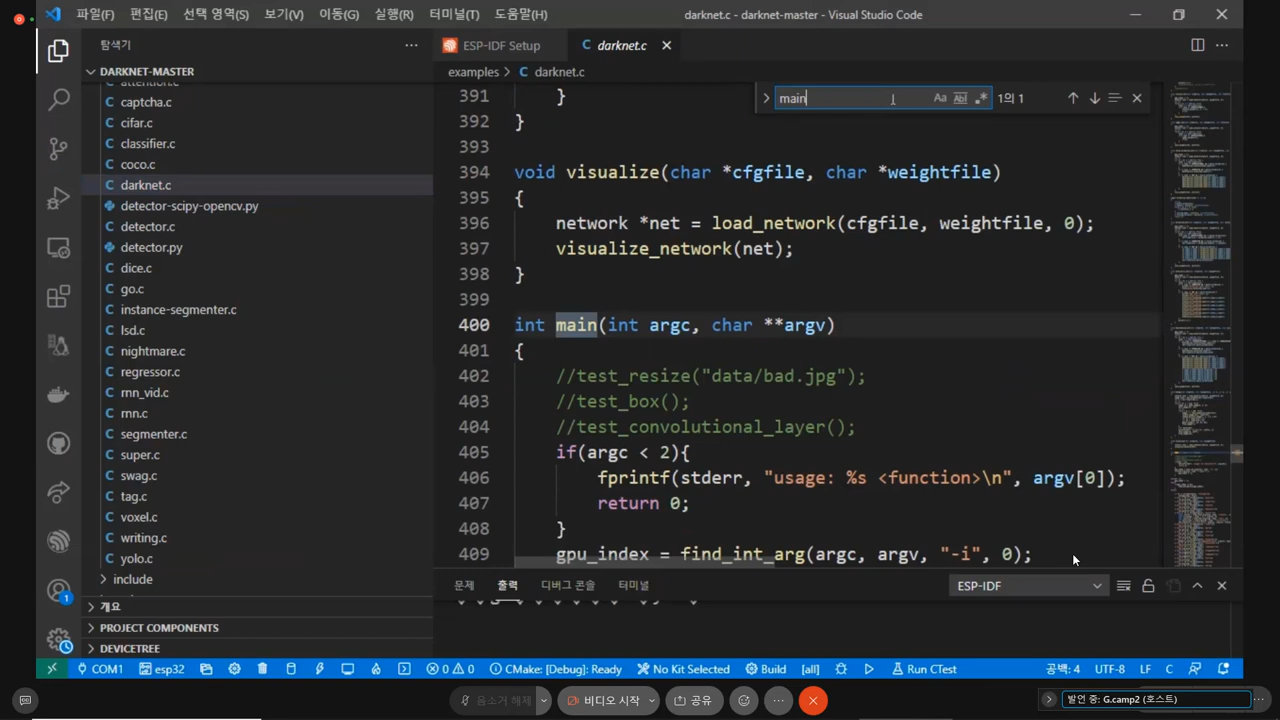 파일(F) 편집(E) 선택 영역(S) 보기(V) 이동(G) 실행(R) 터미널(T) 도움말(H) darknet.c - darknet-master - Visual Studio Code
탐색기
ESP-IDF Setup
darknet.c
DARKNET-MASTER
attention.c
captcha.c
cifar.c
classifier.c
coco.c
darknet.c
detector-scipy-opencv.py
detector.c
detector.py
dice.c
go.c
instance-segmenter.c
lsd.c
nightmare.c
regressor.c
rnn_vid.c
rnn.c
segmenter.c
super.c
swag.c
tag.c
voxel.c
writing.c
yolo.c
include
개요
PROJECT COMPONENTS
DEVICETREE
examples > darknet.c
main
Aa Abl 1의 1
391 }
392 }
393
394 void visualize(char *cfgfile, char *weightfile)
395 {
396 network *net = load_network(cfgfile, weightfile, 0);
397 visualize_network(net);
398 }
399
400 int main(int argc, char **argv)
401 {
402 //test_resize("data/bad.jpg");
403 //test_box();
404 //test_convolutional_layer();
405 if(argc < 2){
406 fprintf(stderr, "usage: %s <function>\n", argv[0]);
407 return 0;
408 }
409 gpu_index = find_int_arg(argc, argv, "-i", 0);
문제 출력 디버그 콘솔 터미널 ESP-IDF
1
COM1 esp32 0 0 CMake: [Debug]: Ready No Kit Selected Build [all] Run CTest 공백: 4 UTF-8 LF C
음소거 해제 비디오 시작 공유 발언 중: G.camp2 (호스트)